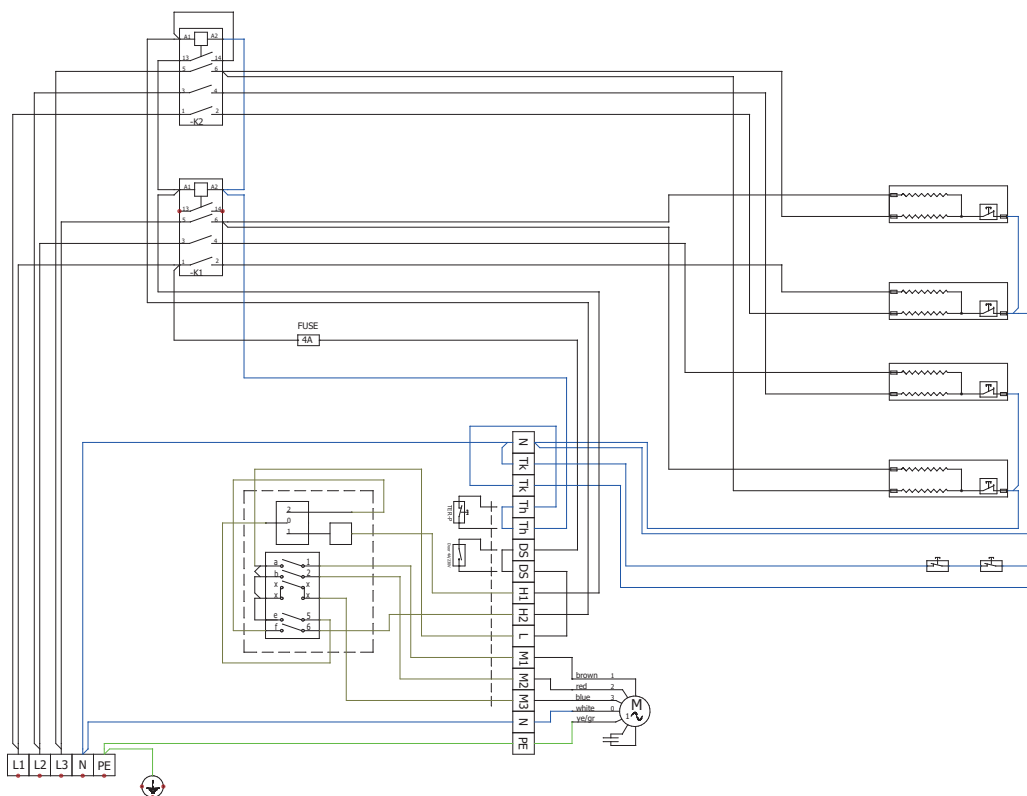 A1 A2
13 14
5 6
3 4
1 2
-K2
A1 A2
13 14
5 6
3 4
1 2
-K1
FUSE
4A
N
Tk
Tk
Th
Th
DS
DS
H1
H2
L
M1
M2
M3
N
PE
TER-P
2
0
1
a 1
b 2
x x
x x
e 5
f 6
brown 1
red 2
blue 3
white 0
ye/gr
M
1
L1 L2 L3 N PE